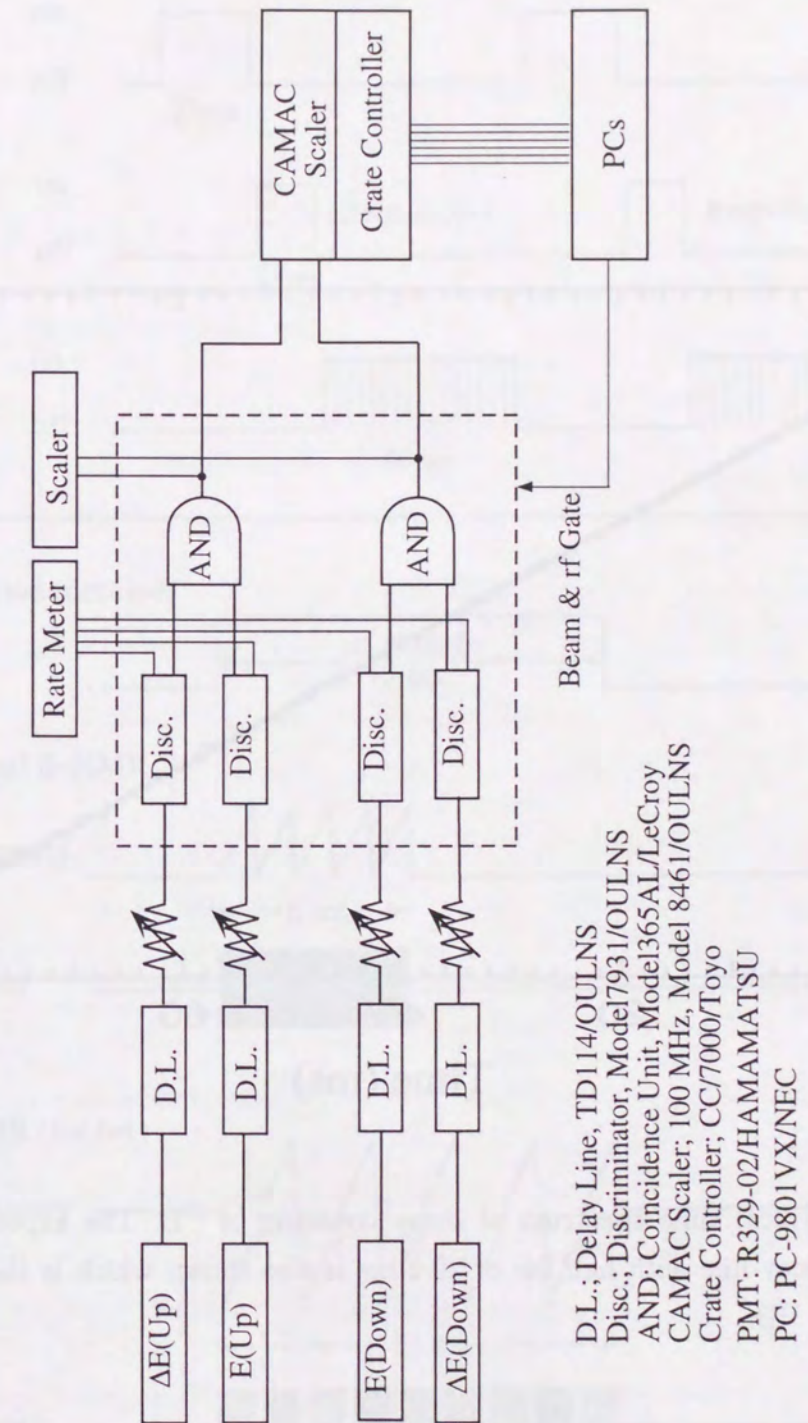 ΔE(Up)
D.L.
Disc.
Rate Meter
Scaler
E(Up)
D.L.
Disc.
AND
CAMAC
Scaler
Crate Controller
E(Down)
D.L.
Disc.
AND
ΔE(Down)
D.L.
Disc.
Beam & rf Gate
PCs
D.L.; Delay Line, TD114/OULNS
Disc.; Discriminator, Model7931/OULNS
AND; Coincidence Unit, Model365AL/LeCroy
CAMAC Scaler; 100 MHz, Model 8461/OULNS
Crate Controller; CC/7000/Toyo
PMT: R329-02/HAMAMATSU
PC: PC-9801VX/NEC